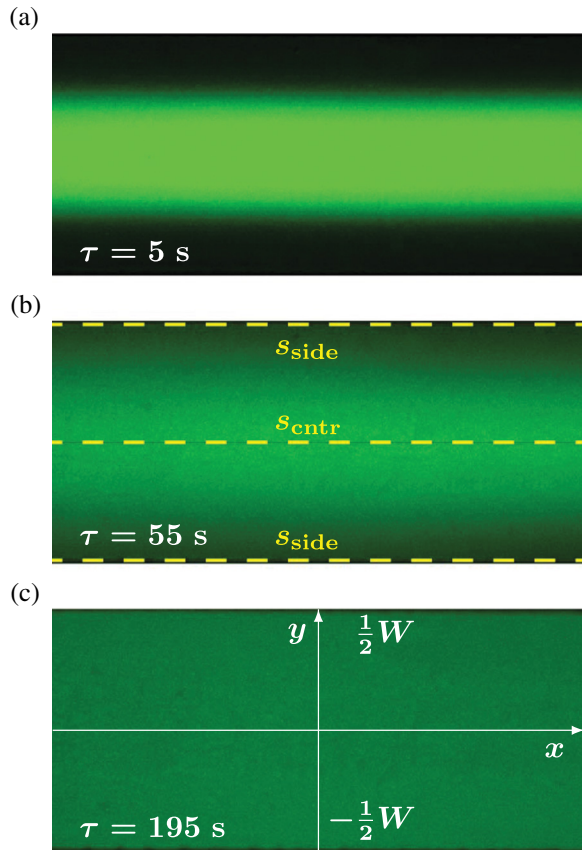 (a)
τ = 5 s
(b)
s_side
s_cntr
τ = 55 s
s_side
(c)
y
½W
x
τ = 195 s
−½W